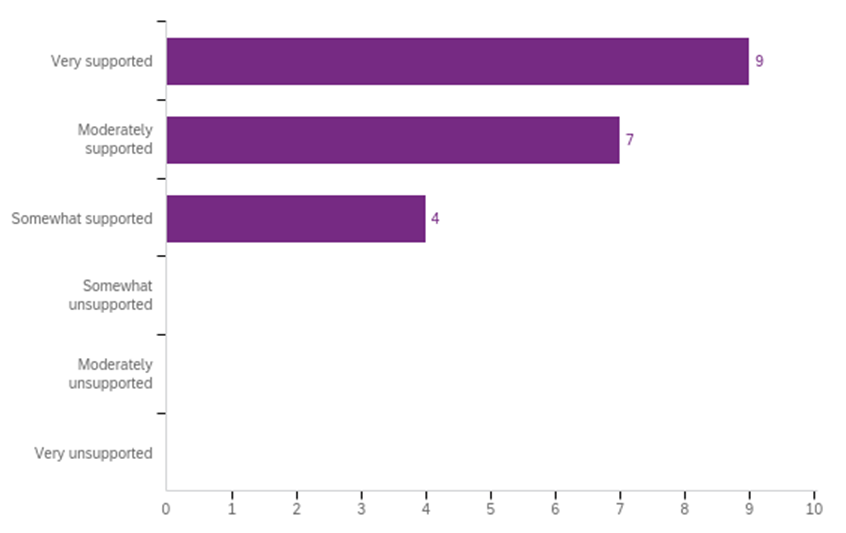 Very supported
9
Moderately
supported
7
Somewhat supported
4
Somewhat
unsupported
Moderately
unsupported
Very unsupported
0 1 2 3 4 5 6 7 8 9 10